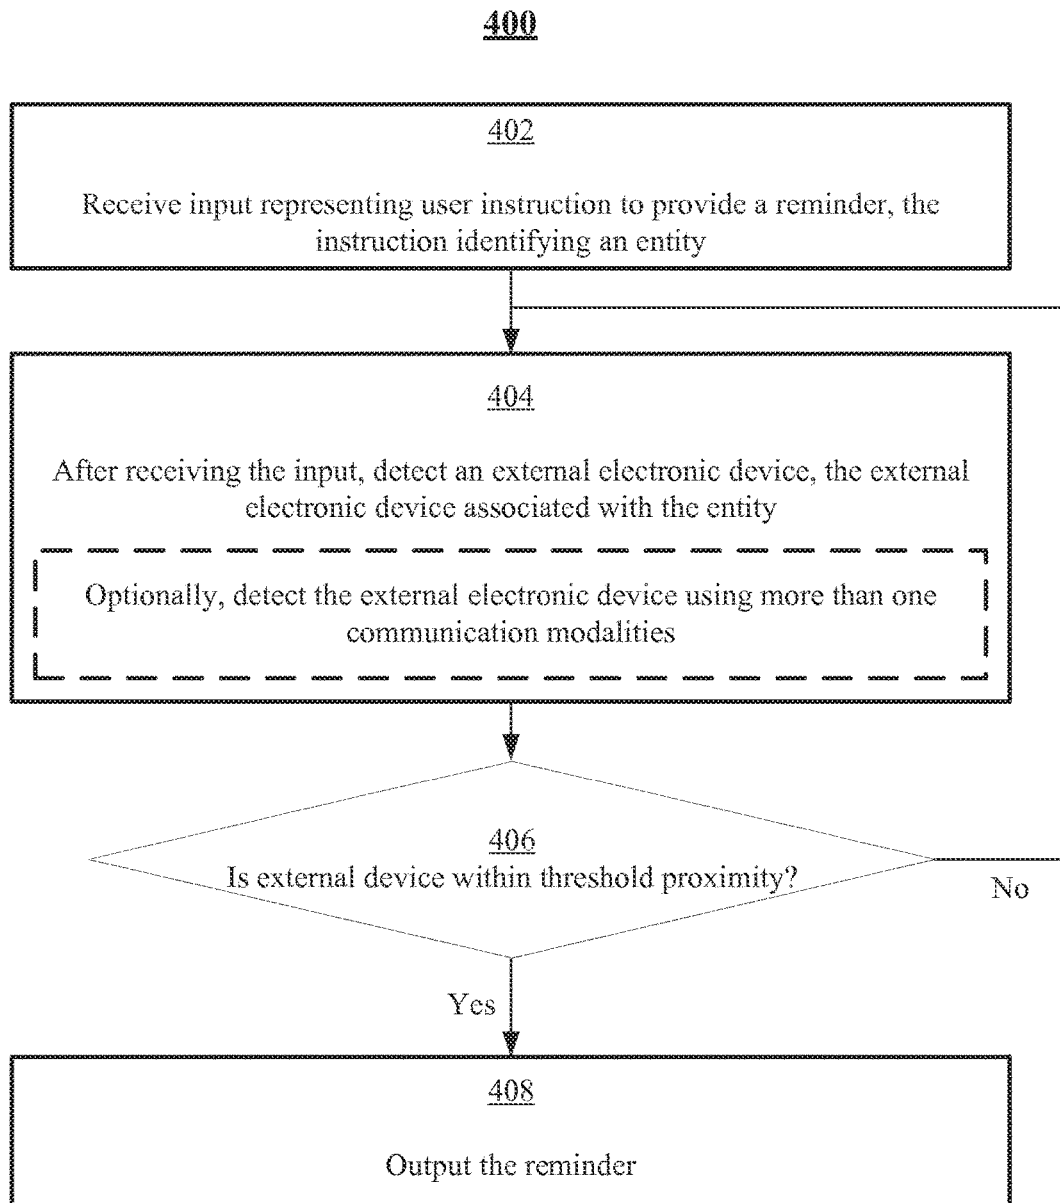 400
402
Receive input representing user instruction to provide a reminder, the
instruction identifying an entity
404
After receiving the input, detect an external electronic device, the external
electronic device associated with the entity
Optionally, detect the external electronic device using more than one
communication modalities
406
Is external device within threshold proximity?
No
Yes
408
Output the reminder